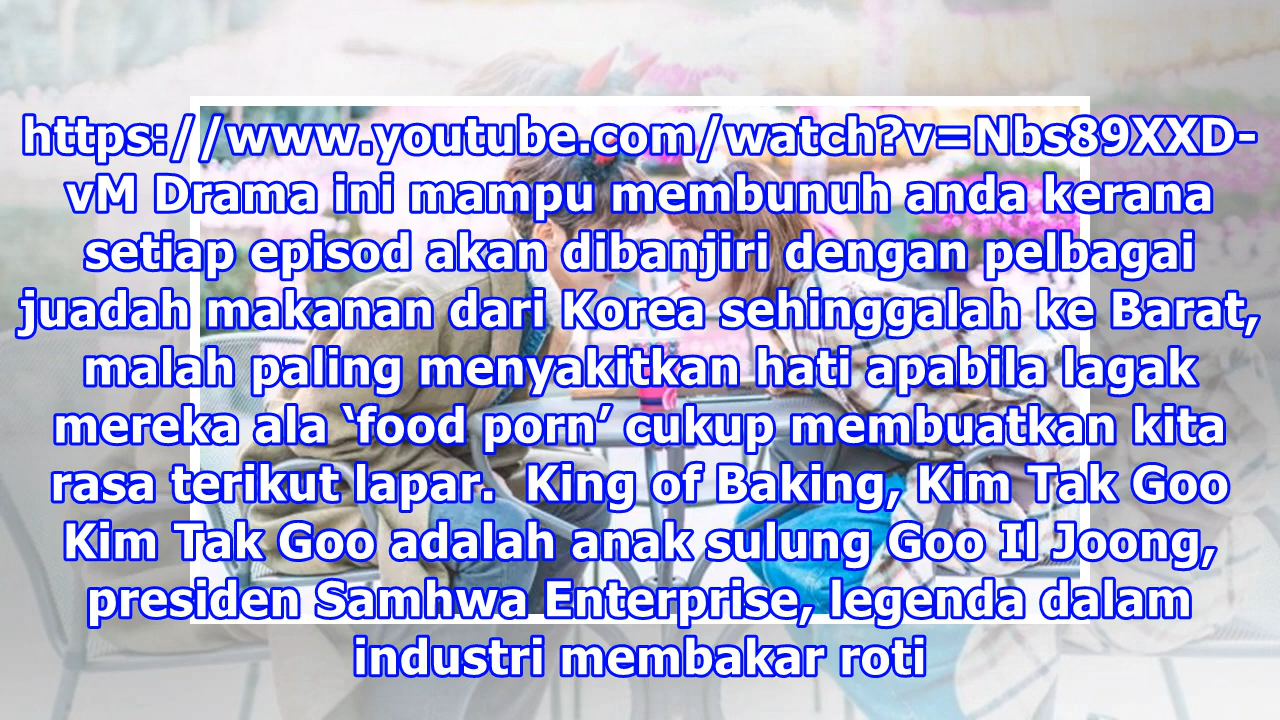 https://www.youtube.com/watch?v=Nbs89XXD-
vM Drama ini mampu membunuh anda kerana
setiap episod akan dibanjiri dengan pelbagai
juadah makanan dari Korea sehinggalah ke Barat,
malah paling menyakitkan hati apabila lagak
mereka ala ‘food porn’ cukup membuatkan kita
rasa terikut lapar.  King of Baking, Kim Tak Goo
Kim Tak Goo adalah anak sulung Goo Il Joong,
presiden Samhwa Enterprise, legenda dalam
industri membakar roti